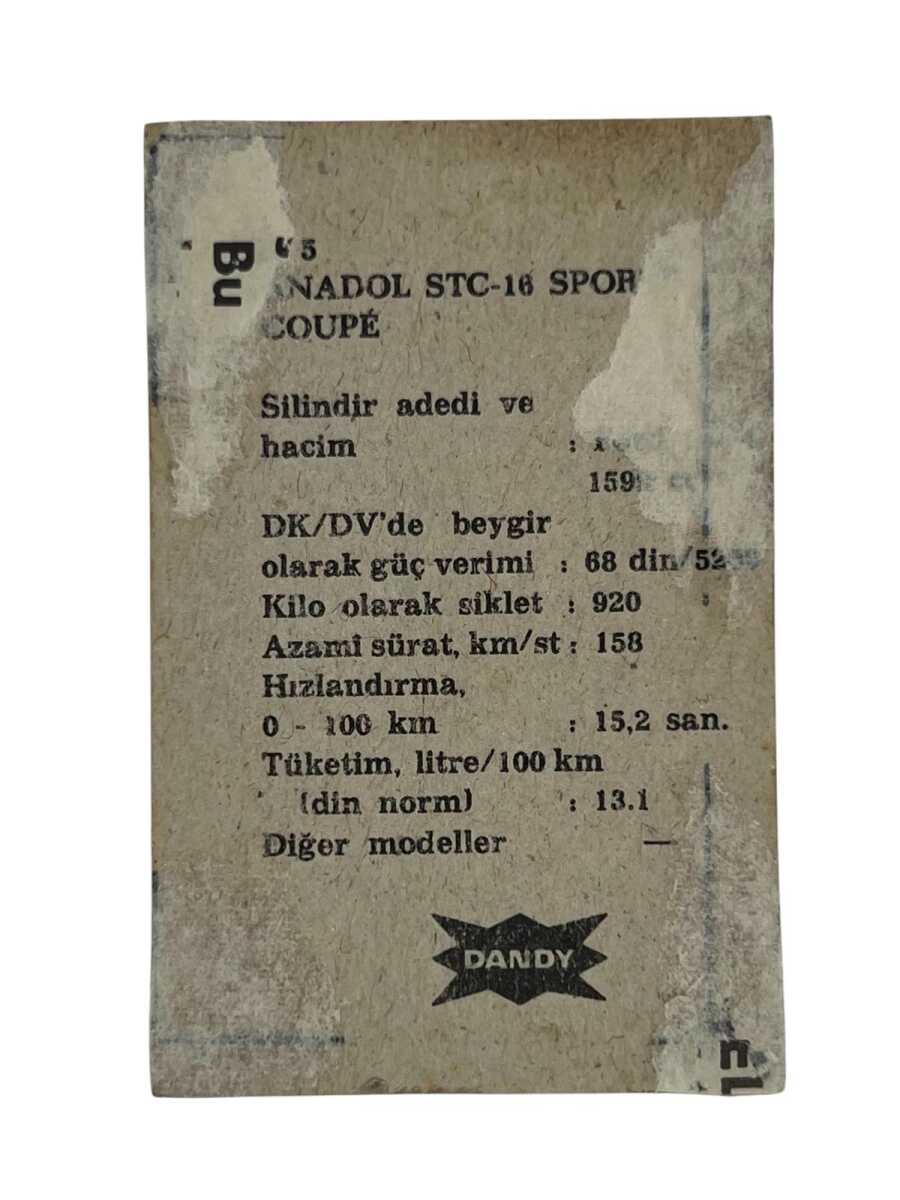 Bu
5
ANADOL STC-16 SPOR
COUPÉ
Silindir adedi ve
hacim :
159
DK/DV'de beygir
olarak güç verimi : 68 din/52
Kilo olarak siklet : 920
Azamî sürat, km/st : 158
Hızlandırma,
0 - 100 km : 15,2 san.
Tüketim, litre/100 km
(din norm) : 13.1
Diğer modeller —
DANDY